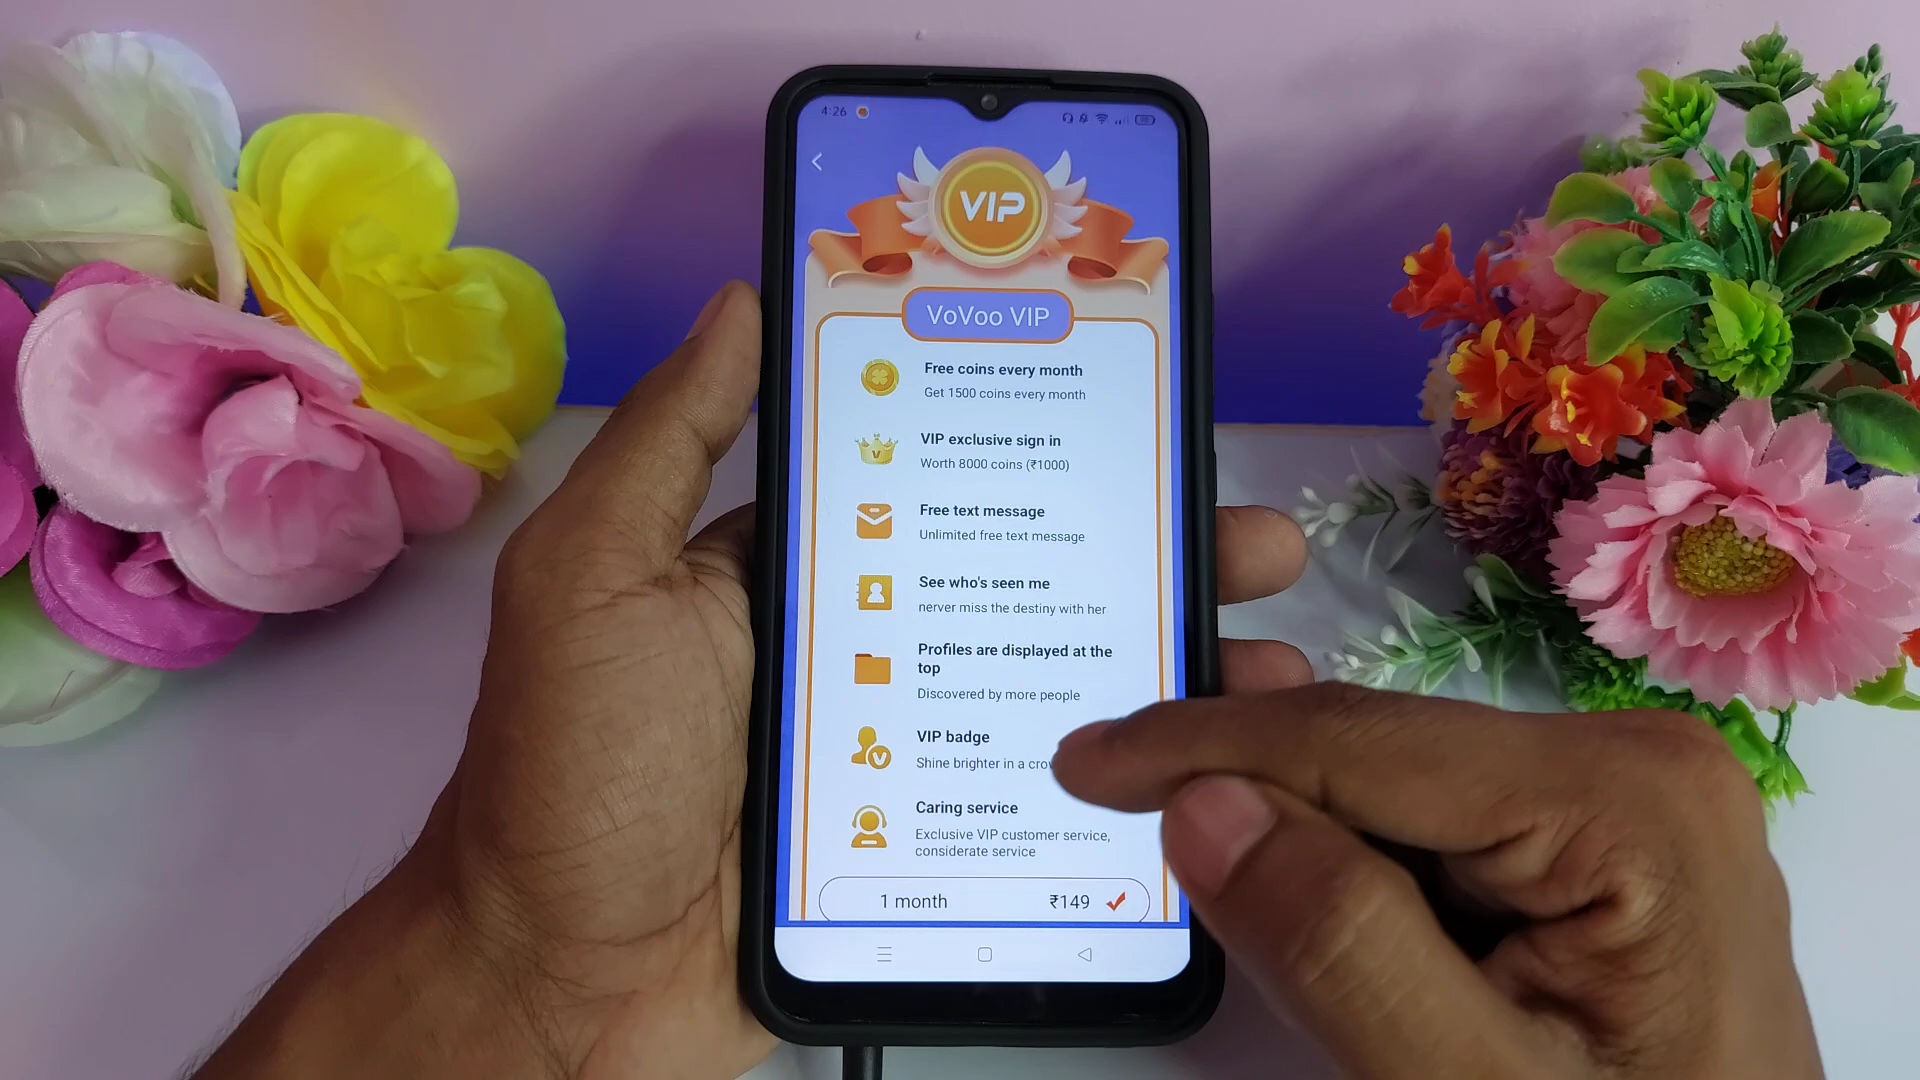 4:26
VIP
VoVoo VIP
Free coins every month
Get 1500 coins every month
VIP exclusive sign in
Worth 8000 coins (₹1000)
Free text message
Unlimited free text message
See who's seen me
nerver miss the destiny with her
Profiles are displayed at the
top
Discovered by more people
VIP badge
Shine brighter in a
Caring service
Exclusive VIP customer service,
considerate service
1 month ₹149